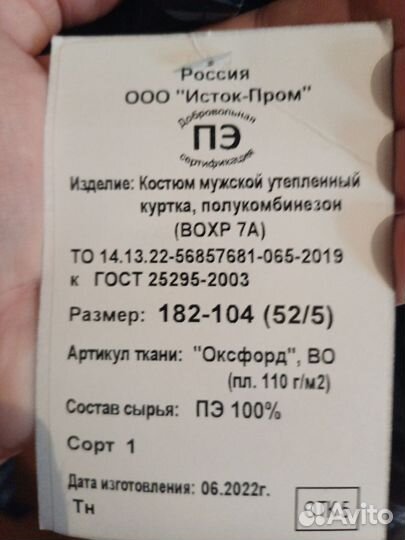 Россия
ООО "Исток-Пром"
Добровольная
ПЭ
сертификация
Изделие: Костюм мужской утепленный
куртка, полукомбинезон
(ВОХР 7А)
ТО 14.13.22-56857681-065-2019
к ГОСТ 25295-2003
Размер: 182-104 (52/5)
Артикул ткани: "Оксфорд", ВО
(пл. 110 г/м2)
Состав сырья: ПЭ 100%
Сорт 1
Дата изготовления: 06.2022г.
Тн
Avito